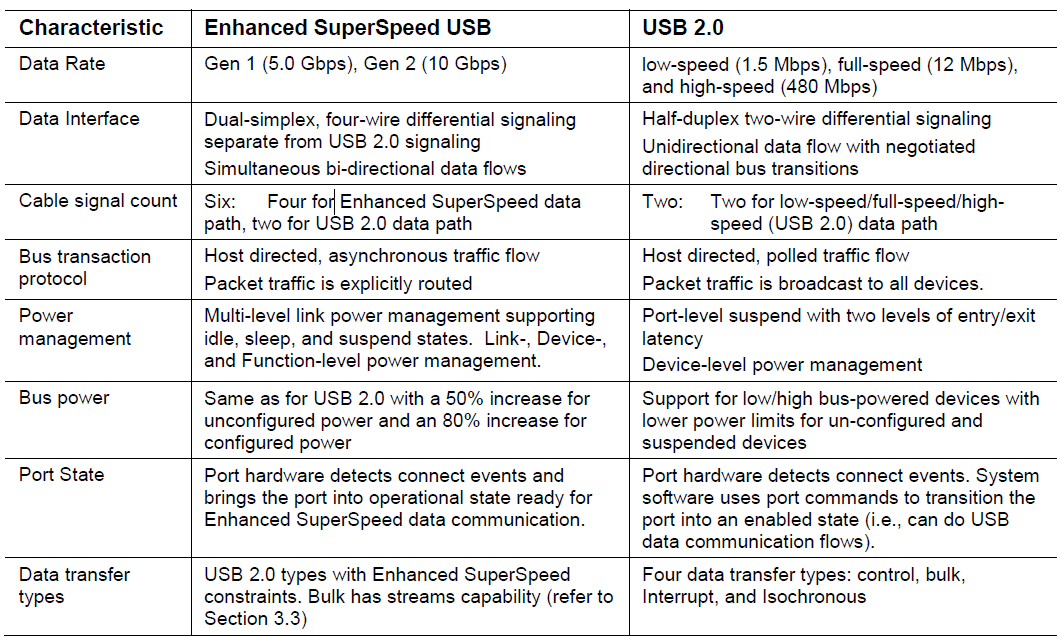 Characteristic Enhanced SuperSpeed USB USB 2.0
Data Rate Gen 1 (5.0 Gbps), Gen 2 (10 Gbps) low-speed (1.5 Mbps), full-speed (12 Mbps),
and high-speed (480 Mbps)
Data Interface Dual-simplex, four-wire differential signaling
separate from USB 2.0 signaling
Simultaneous bi-directional data flows
Half-duplex two-wire differential signaling
Unidirectional data flow with negotiated
directional bus transitions
Cable signal count Six: Four for Enhanced SuperSpeed data
path, two for USB 2.0 data path
Two: Two for low-speed/full-speed/high-
speed (USB 2.0) data path
Bus transaction
protocol
Host directed, asynchronous traffic flow
Packet traffic is explicitly routed
Host directed, polled traffic flow
Packet traffic is broadcast to all devices.
Power
management
Multi-level link power management supporting
idle, sleep, and suspend states. Link-, Device-,
and Function-level power management.
Port-level suspend with two levels of entry/exit
latency
Device-level power management
Bus power
Same as for USB 2.0 with a 50% increase for
unconfigured power and an 80% increase for
configured power
Support for low/high bus-powered devices with
lower power limits for un-configured and
suspended devices
Port State
Port hardware detects connect events and
brings the port into operational state ready for
Enhanced SuperSpeed data communication.
Port hardware detects connect events. System
software uses port commands to transition the
port into an enabled state (i.e., can do USB
data communication flows).
Data transfer
types
USB 2.0 types with Enhanced SuperSpeed
constraints. Bulk has streams capability (refer to
Section 3.3)
Four data transfer types: control, bulk,
Interrupt, and Isochronous